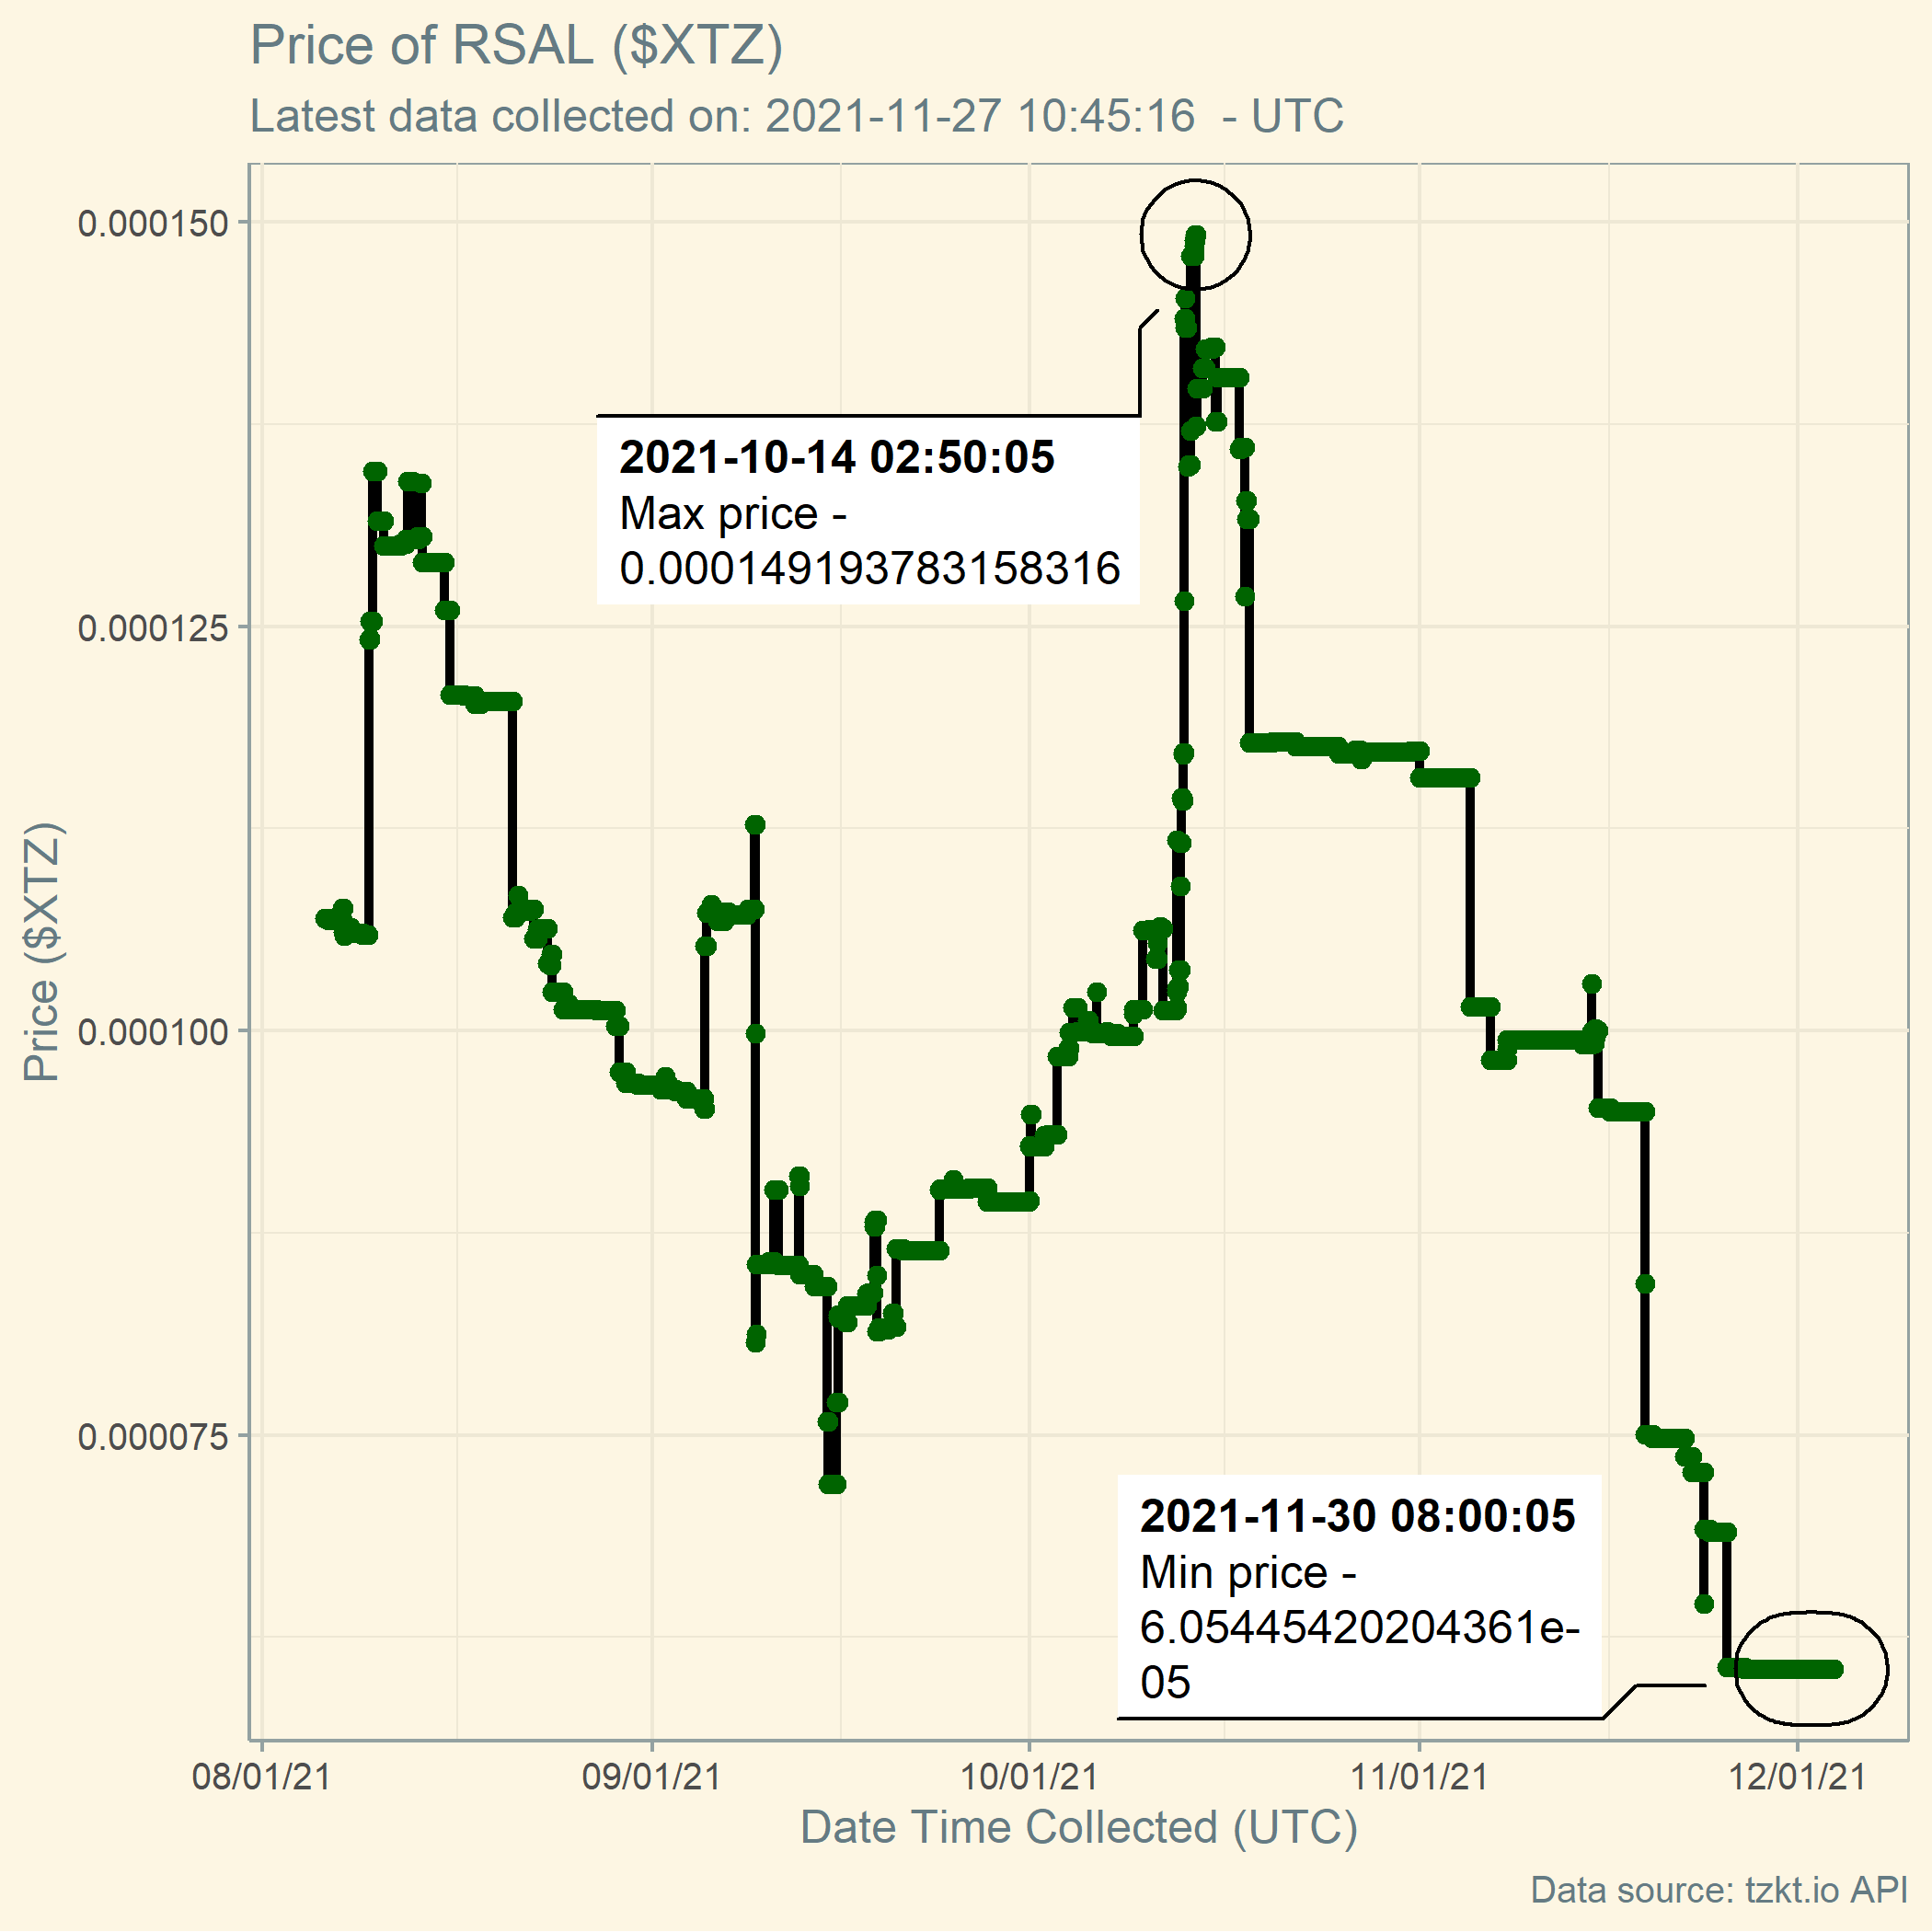 Price of RSAL ($XTZ)
Latest data collected on: 2021-11-27 10:45:16  - UTC
0.000150
0.000125
0.000100
0.000075
Price ($XTZ)
2021-10-14 02:50:05
Max price -
0.000149193783158316
2021-11-30 08:00:05
Min price -
6.05445420204361e-
05
08/01/21
09/01/21
10/01/21
11/01/21
12/01/21
Date Time Collected (UTC)
Data source: tzkt.io API